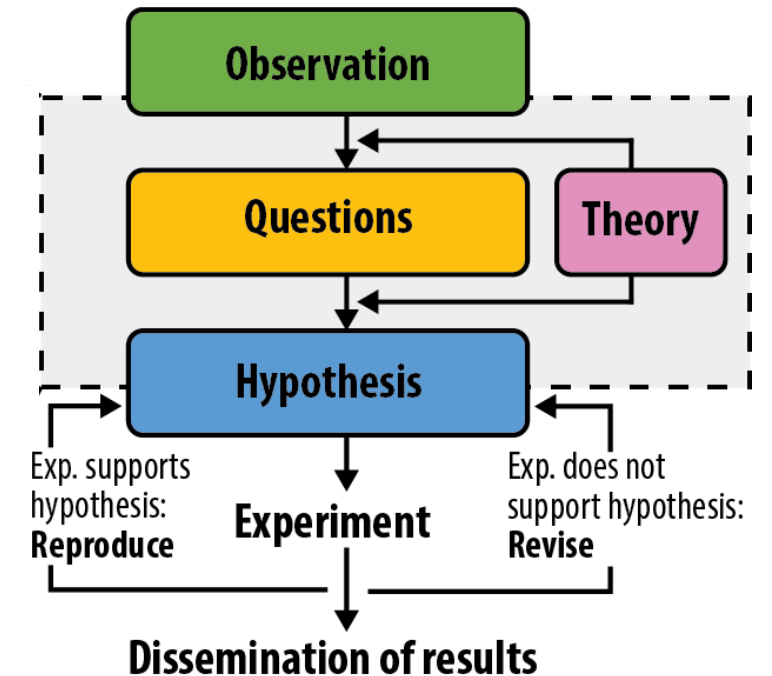 Observation
Questions
Theory
Hypothesis
Exp. supports
hypothesis:
Reproduce
Experiment
Exp. does not
support hypothesis:
Revise
Dissemination of results